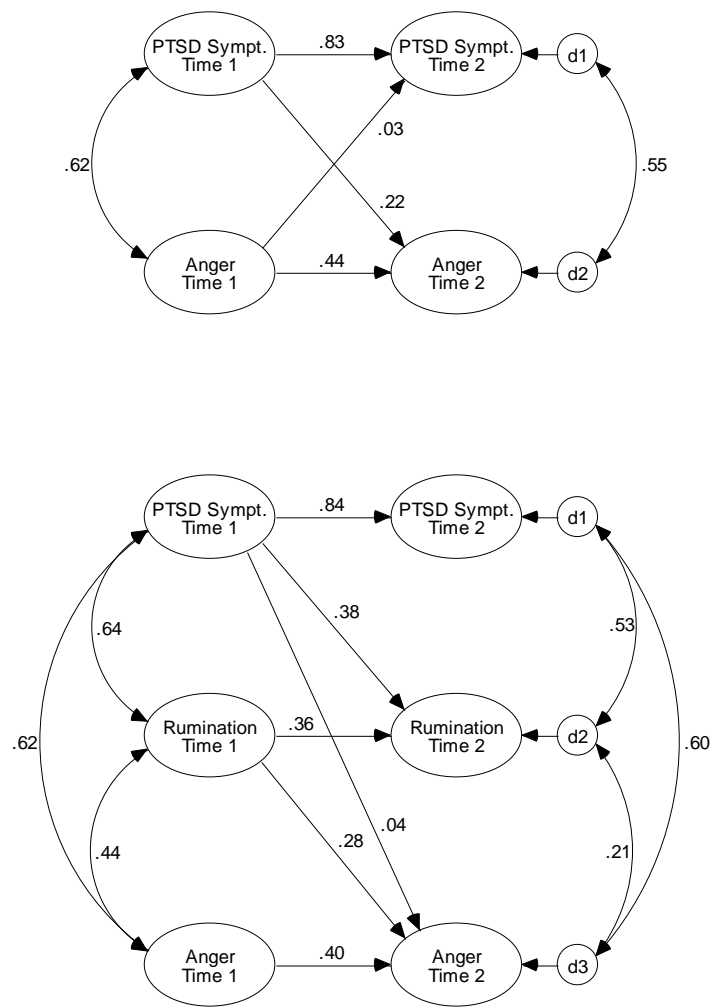 PTSD Sympt.
Time 1
.83
PTSD Sympt.
Time 2
d1
.03
.62
.55
.22
Anger
Time 1
.44
Anger
Time 2
d2
PTSD Sympt.
Time 1
.84
PTSD Sympt.
Time 2
d1
.38
.64
.53
Rumination
Time 1
.36
Rumination
Time 2
d2
.62
.60
.04
.28
.44
.21
Anger
Time 1
.40
Anger
Time 2
d3